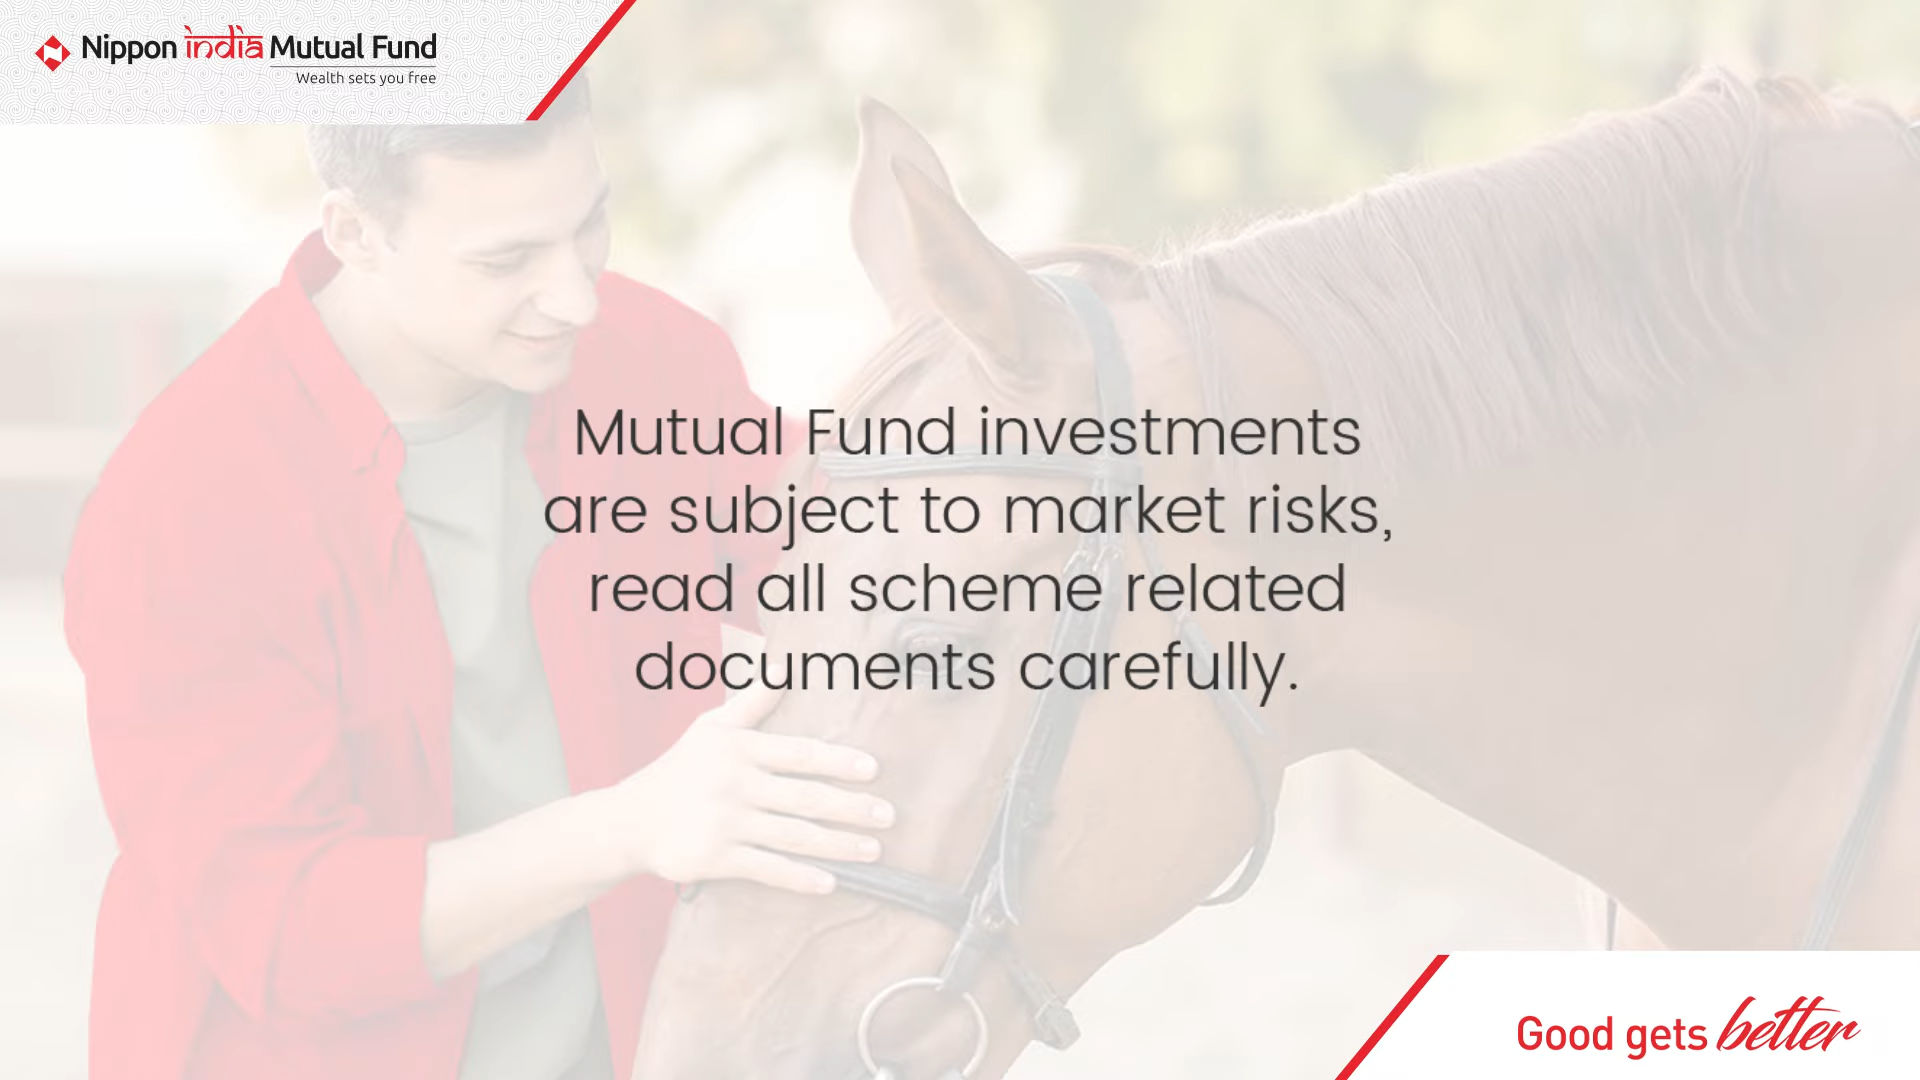 Nippon india Mutual Fund
Wealth sets you free
Mutual Fund investments
are subject to market risks,
read all scheme related
documents carefully.
Good gets better